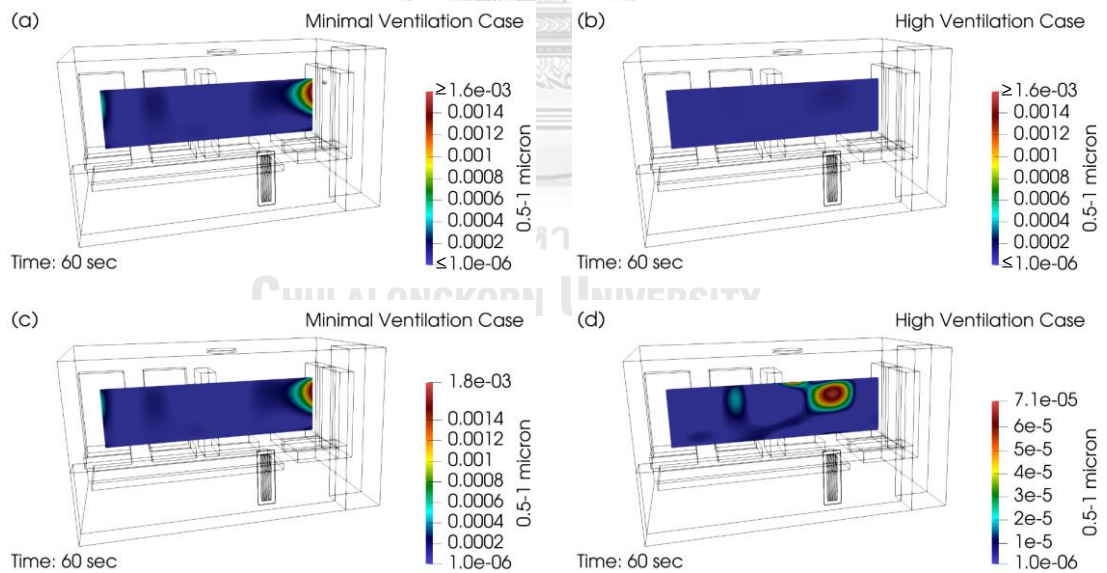 (a)
Minimal Ventilation Case
≥ 1.6e-03
0.0014
0.0012
0.001
0.0008
0.0006
0.0004
0.0002
≤ 1.0e-06
0.5-1 micron
Time: 60 sec
(b)
High Ventilation Case
≥ 1.6e-03
0.0014
0.0012
0.001
0.0008
0.0006
0.0004
0.0002
≤ 1.0e-06
0.5-1 micron
Time: 60 sec
CHULALONGKORN UNIVERSITY
(c)
Minimal Ventilation Case
1.8e-03
0.0014
0.0012
0.001
0.0008
0.0006
0.0004
0.0002
1.0e-06
0.5-1 micron
Time: 60 sec
(d)
High Ventilation Case
7.1e-05
6e-5
5e-5
4e-5
3e-5
2e-5
1e-5
1.0e-06
0.5-1 micron
Time: 60 sec